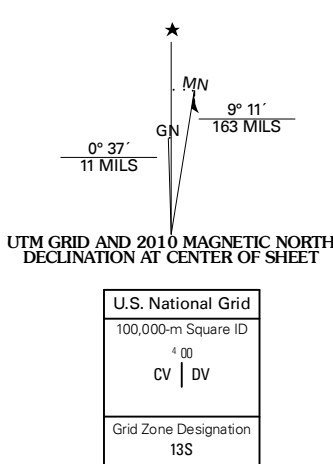 MN
9° 11´
163 MILS
GN
0° 37´
11 MILS
UTM GRID AND 2010 MAGNETIC NORTH
DECLINATION AT CENTER OF SHEET
U.S. National Grid
100,000-m Square ID
4 00
CV DV
Grid Zone Designation
13S